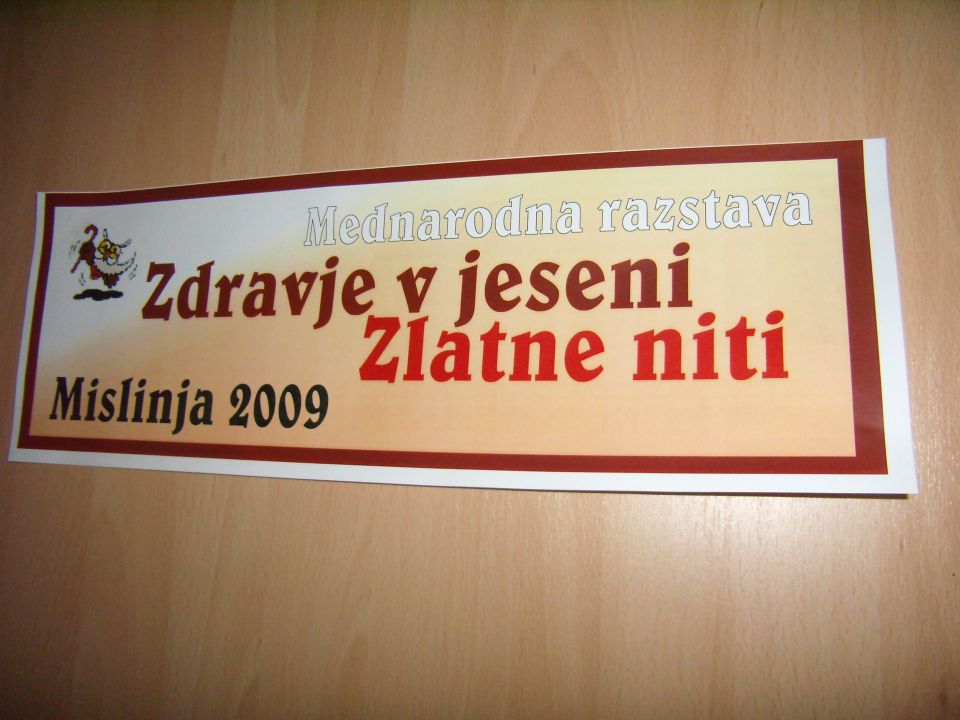 Mednarodna razstava
Zdravje v jeseni
Zlatne niti
Mislinja 2009